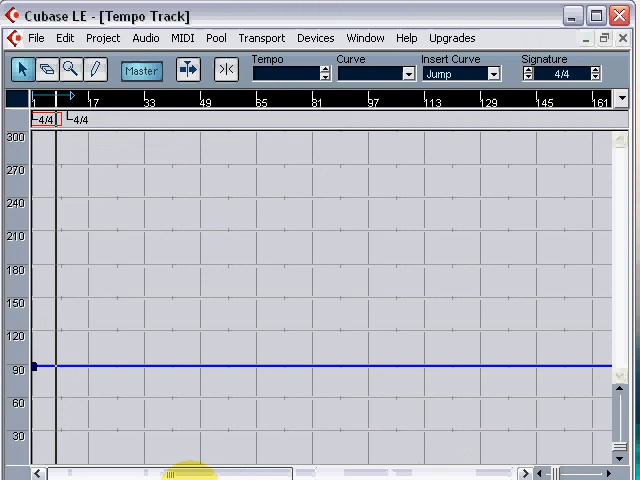 Cubase LE - [Tempo Track]
File Edit Project Audio MIDI Pool Transport Devices Window Help Upgrades
Tempo Curve Insert Curve Signature
Master Jump 4/4
1 17 33 49 65 81 97 113 129 145 161
4/4 4/4
300
270
240
210
180
150
120
90
60
30